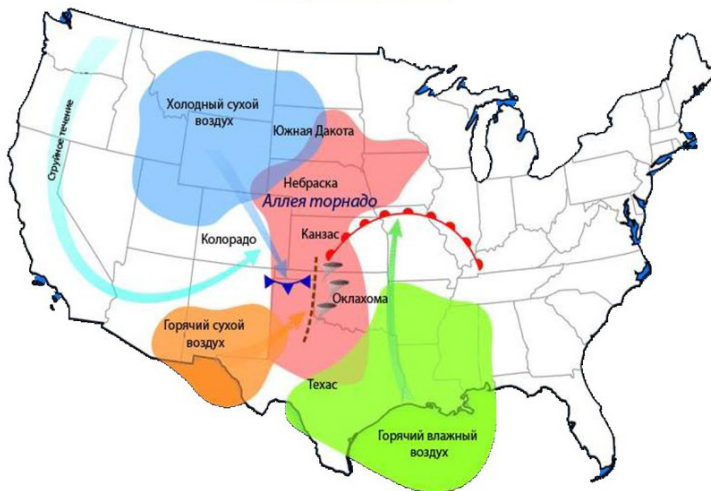 Струйное течение
Холодный сухой
воздух
Южная Дакота
Небраска
Аллея торнадо
Колорадо
Канзас
Оклахома
Горячий сухой
воздух
Техас
Горячий влажный
воздух